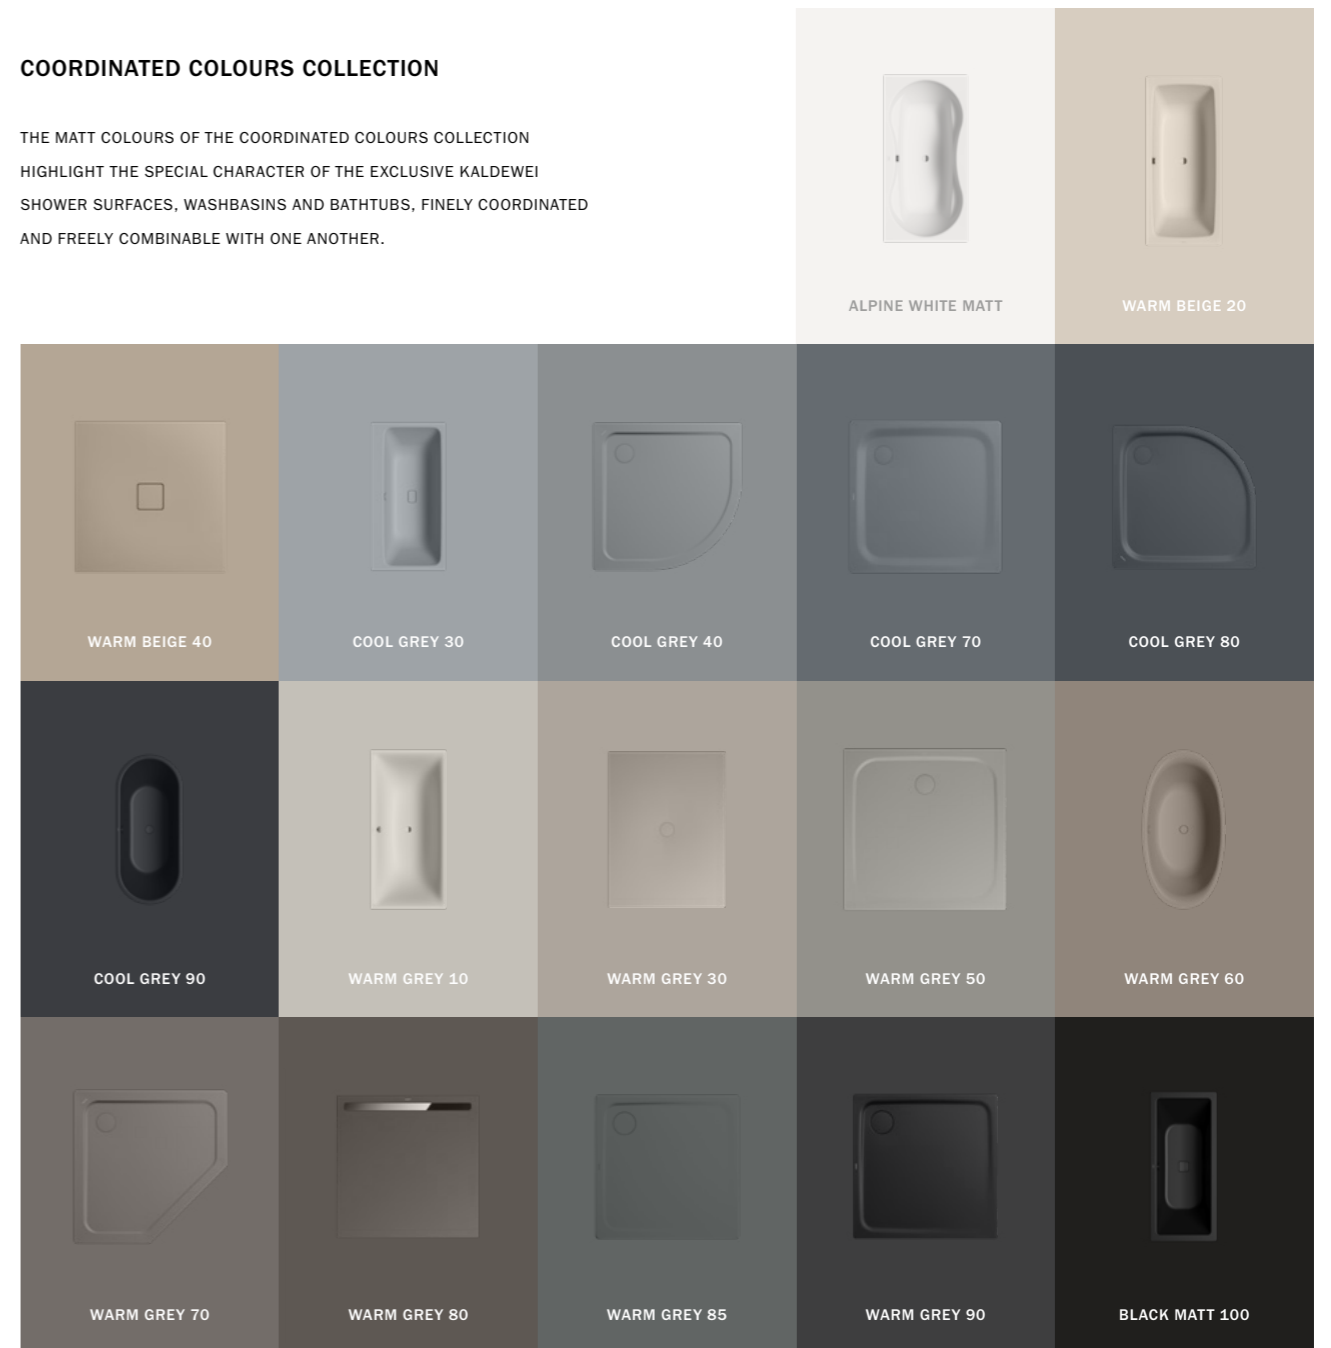 COORDINATED COLOURS COLLECTION
THE MATT COLOURS OF THE COORDINATED COLOURS COLLECTION
HIGHLIGHT THE SPECIAL CHARACTER OF THE EXCLUSIVE KALDEWEI
SHOWER SURFACES, WASHBASINS AND BATHTUBS, FINELY COORDINATED
AND FREELY COMBINABLE WITH ONE ANOTHER.
ALPINE WHITE MATT
WARM BEIGE 20
WARM BEIGE 40
COOL GREY 30
COOL GREY 40
COOL GREY 70
COOL GREY 80
COOL GREY 90
WARM GREY 10
WARM GREY 30
WARM GREY 50
WARM GREY 60
WARM GREY 70
WARM GREY 80
WARM GREY 85
WARM GREY 90
BLACK MATT 100